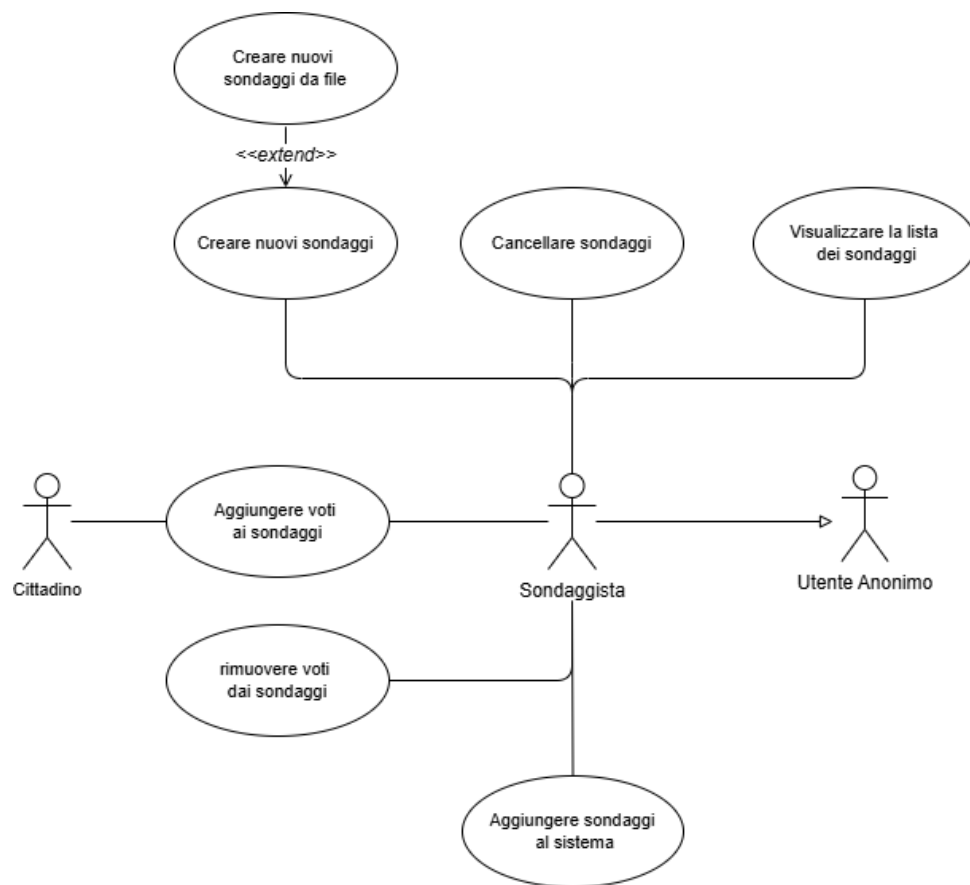 Creare nuovi
sondaggi da file
<<extend>>
Creare nuovi sondaggi
Cancellare sondaggi
Visualizzare la lista
dei sondaggi
Aggiungere voti
ai sondaggi
Cittadino
Sondaggista
Utente Anonimo
rimuovere voti
dai sondaggi
Aggiungere sondaggi
al sistema